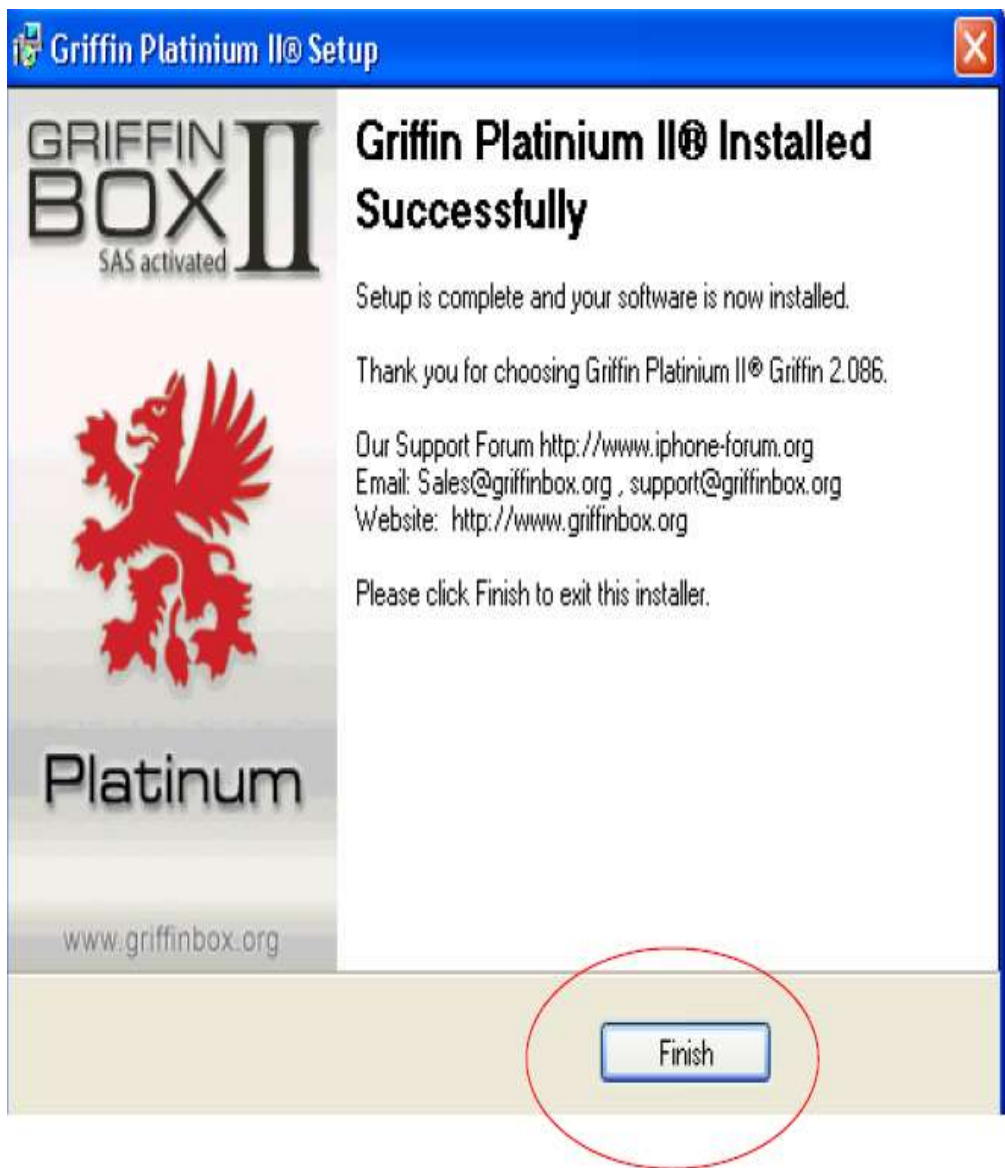 Griffin Platinium II® Setup
GRIFFIN
BOX II
SAS activated
Platinum
www.griffinbox.org
Griffin Platinium II® Installed
Successfully
Setup is complete and your software is now installed.
Thank you for choosing Griffin Platinium II® Griffin 2.086.
Our Support Forum http://www.iphone-forum.org
Email: Sales@griffinbox.org , support@griffinbox.org
Website:  http://www.griffinbox.org
Please click Finish to exit this installer.
Finish